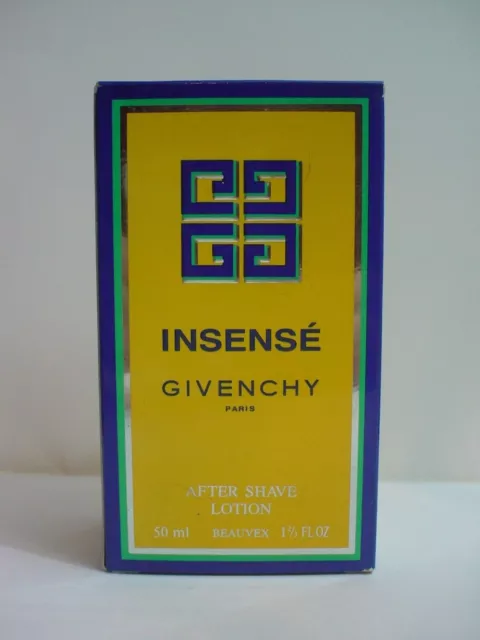 INSENSÉ
GIVENCHY
PARIS
AFTER SHAVE
LOTION
50 ml BEAUVEX 1⅔ FL OZ